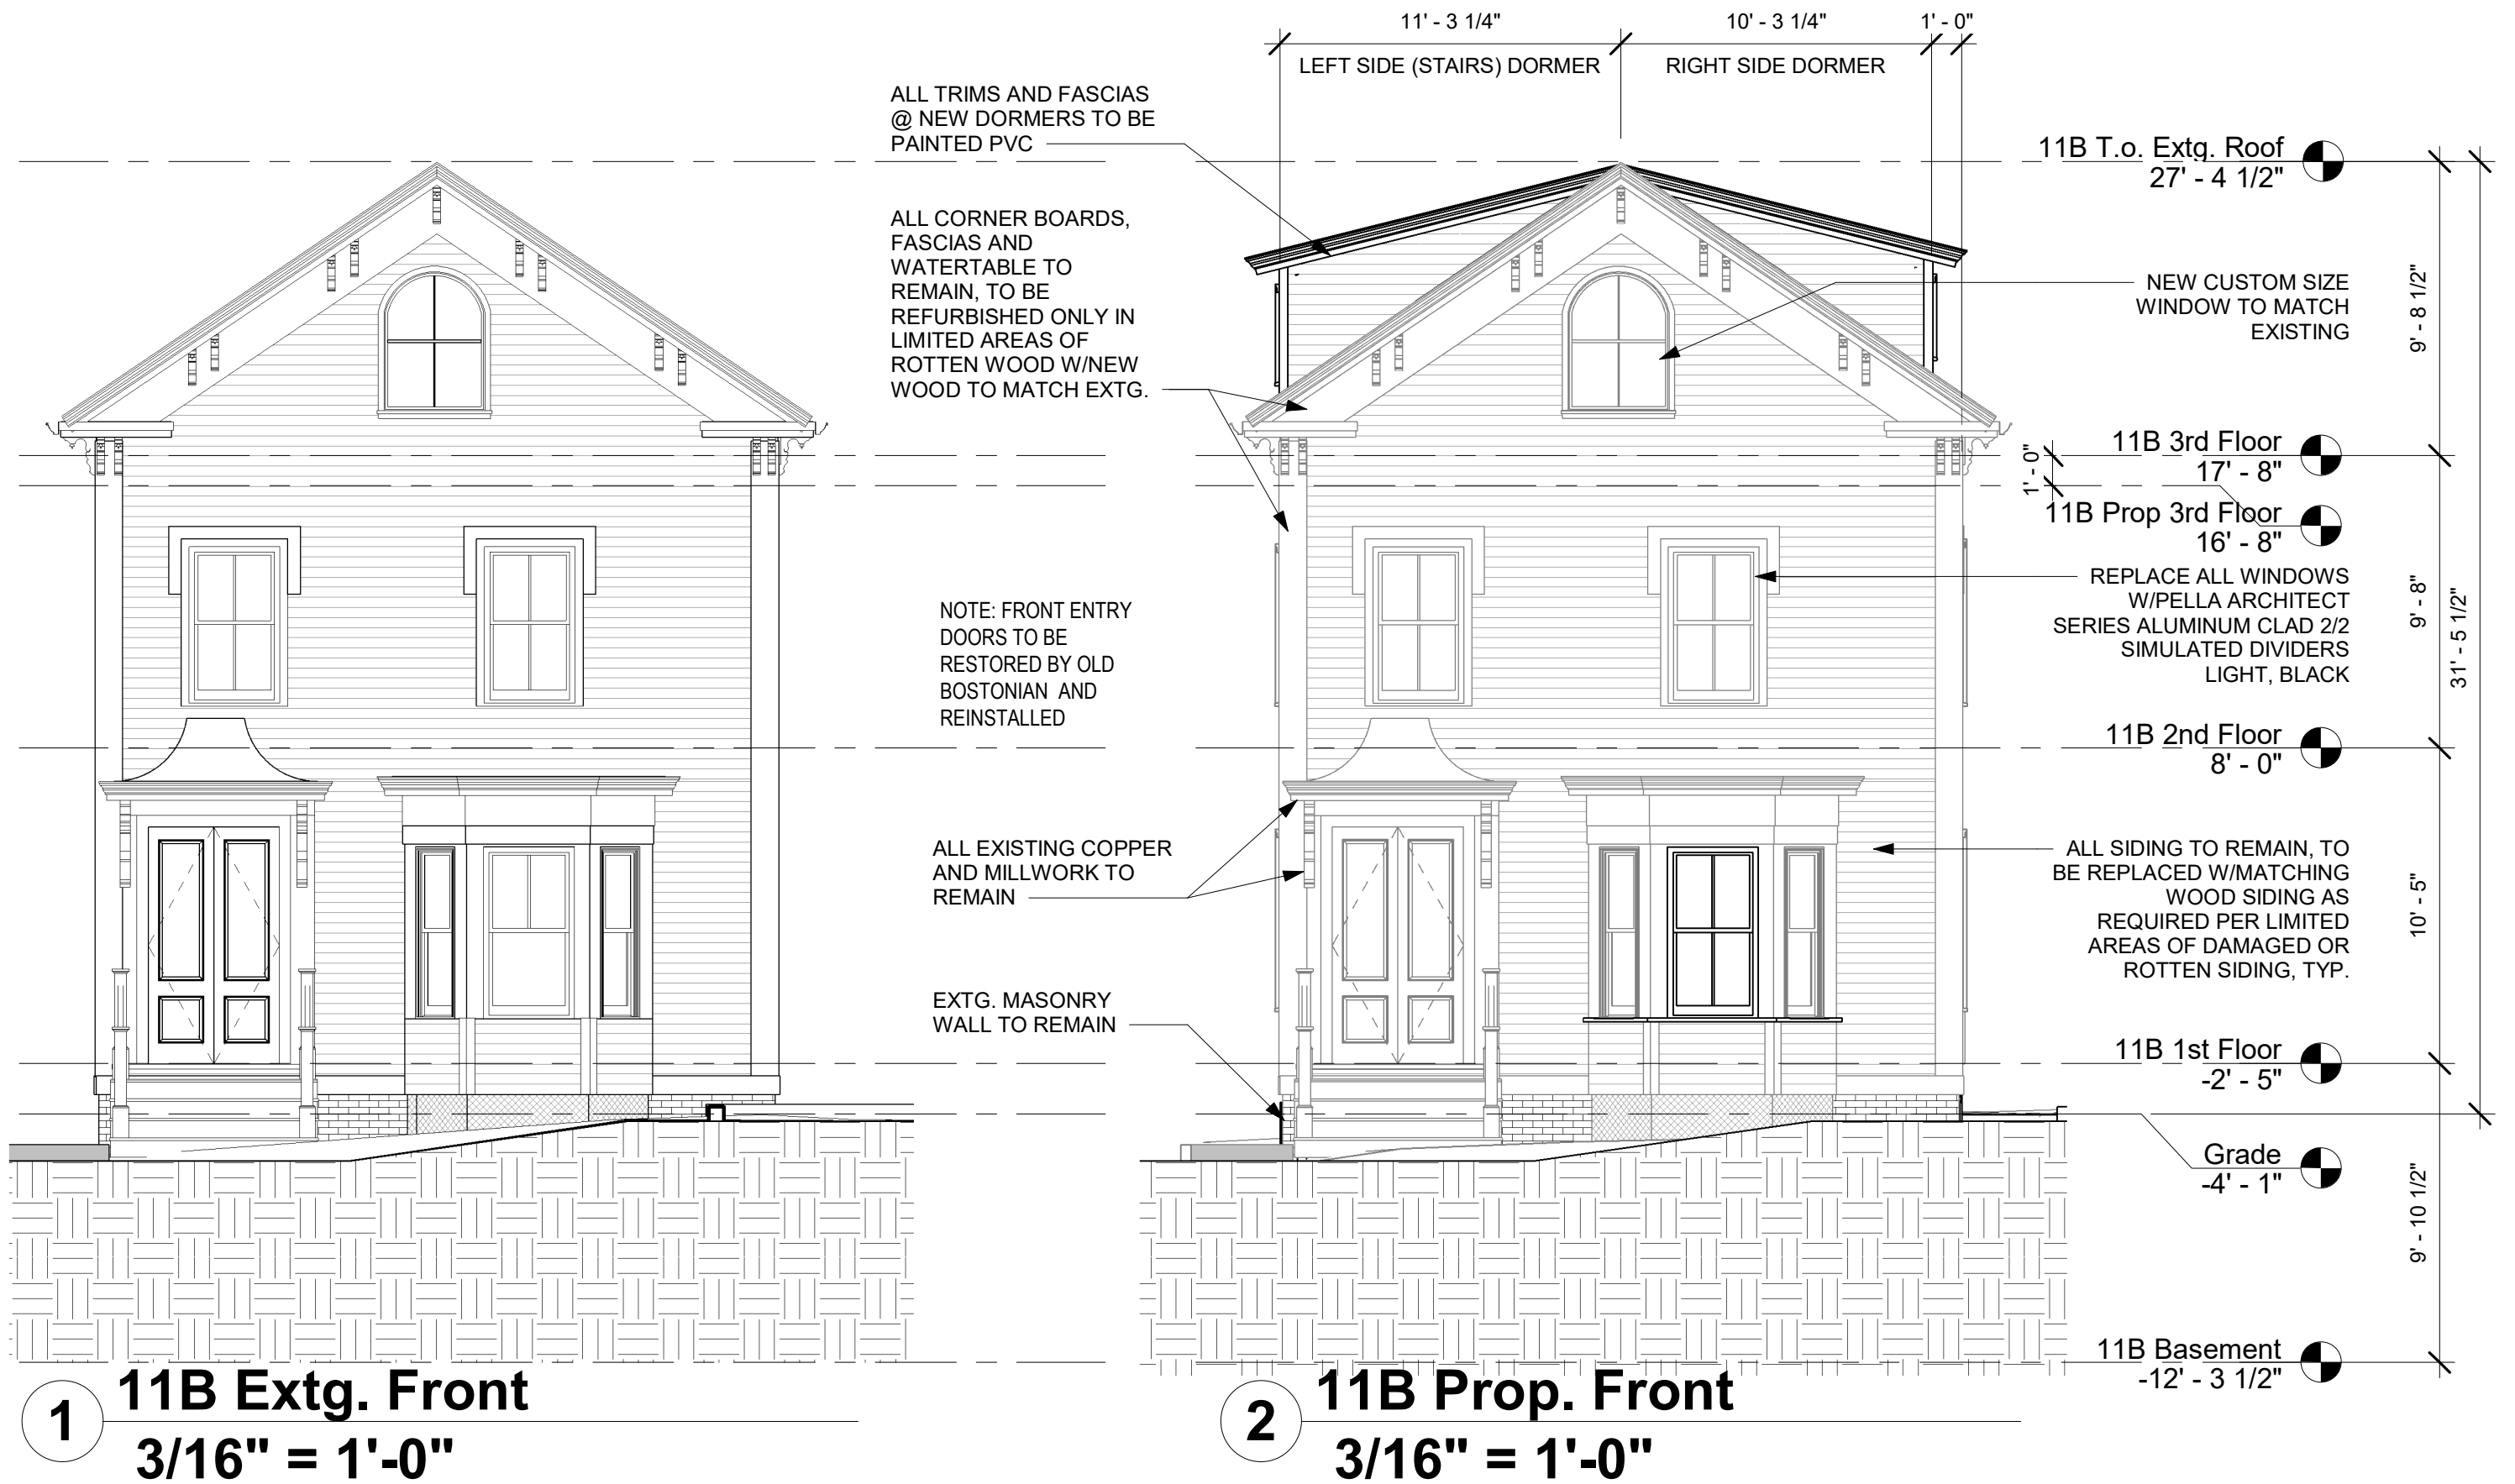 11' - 3 1/4"
10' - 3 1/4"
1' - 0"
LEFT SIDE (STAIRS) DORMER
RIGHT SIDE DORMER
ALL TRIMS AND FASCIAS
@ NEW DORMERS TO BE
PAINTED PVC
ALL CORNER BOARDS,
FASCIAS AND
WATERTABLE TO
REMAIN, TO BE
REFURBISHED ONLY IN
LIMITED AREAS OF
ROTTEN WOOD W/NEW
WOOD TO MATCH EXTG.
NOTE: FRONT ENTRY
DOORS TO BE
RESTORED BY OLD
BOSTONIAN AND
REINSTALLED
ALL EXISTING COPPER
AND MILLWORK TO
REMAIN
EXTG. MASONRY
WALL TO REMAIN
11B T.o. Extg. Roof
27' - 4 1/2"
NEW CUSTOM SIZE
WINDOW TO MATCH
EXISTING
9' - 8 1/2"
11B 3rd Floor
17' - 8"
1' - 0"
11B Prop 3rd Floor
16' - 8"
REPLACE ALL WINDOWS
W/PELLA ARCHITECT
SERIES ALUMINUM CLAD 2/2
SIMULATED DIVIDERS
LIGHT, BLACK
9' - 8"
31' - 5 1/2"
11B 2nd Floor
8' - 0"
ALL SIDING TO REMAIN, TO
BE REPLACED W/MATCHING
WOOD SIDING AS
REQUIRED PER LIMITED
AREAS OF DAMAGED OR
ROTTEN SIDING, TYP.
10' - 5"
11B 1st Floor
-2' - 5"
Grade
-4' - 1"
9' - 10 1/2"
11B Basement
-12' - 3 1/2"
1
11B Extg. Front
3/16" = 1'-0"
2
11B Prop. Front
3/16" = 1'-0"